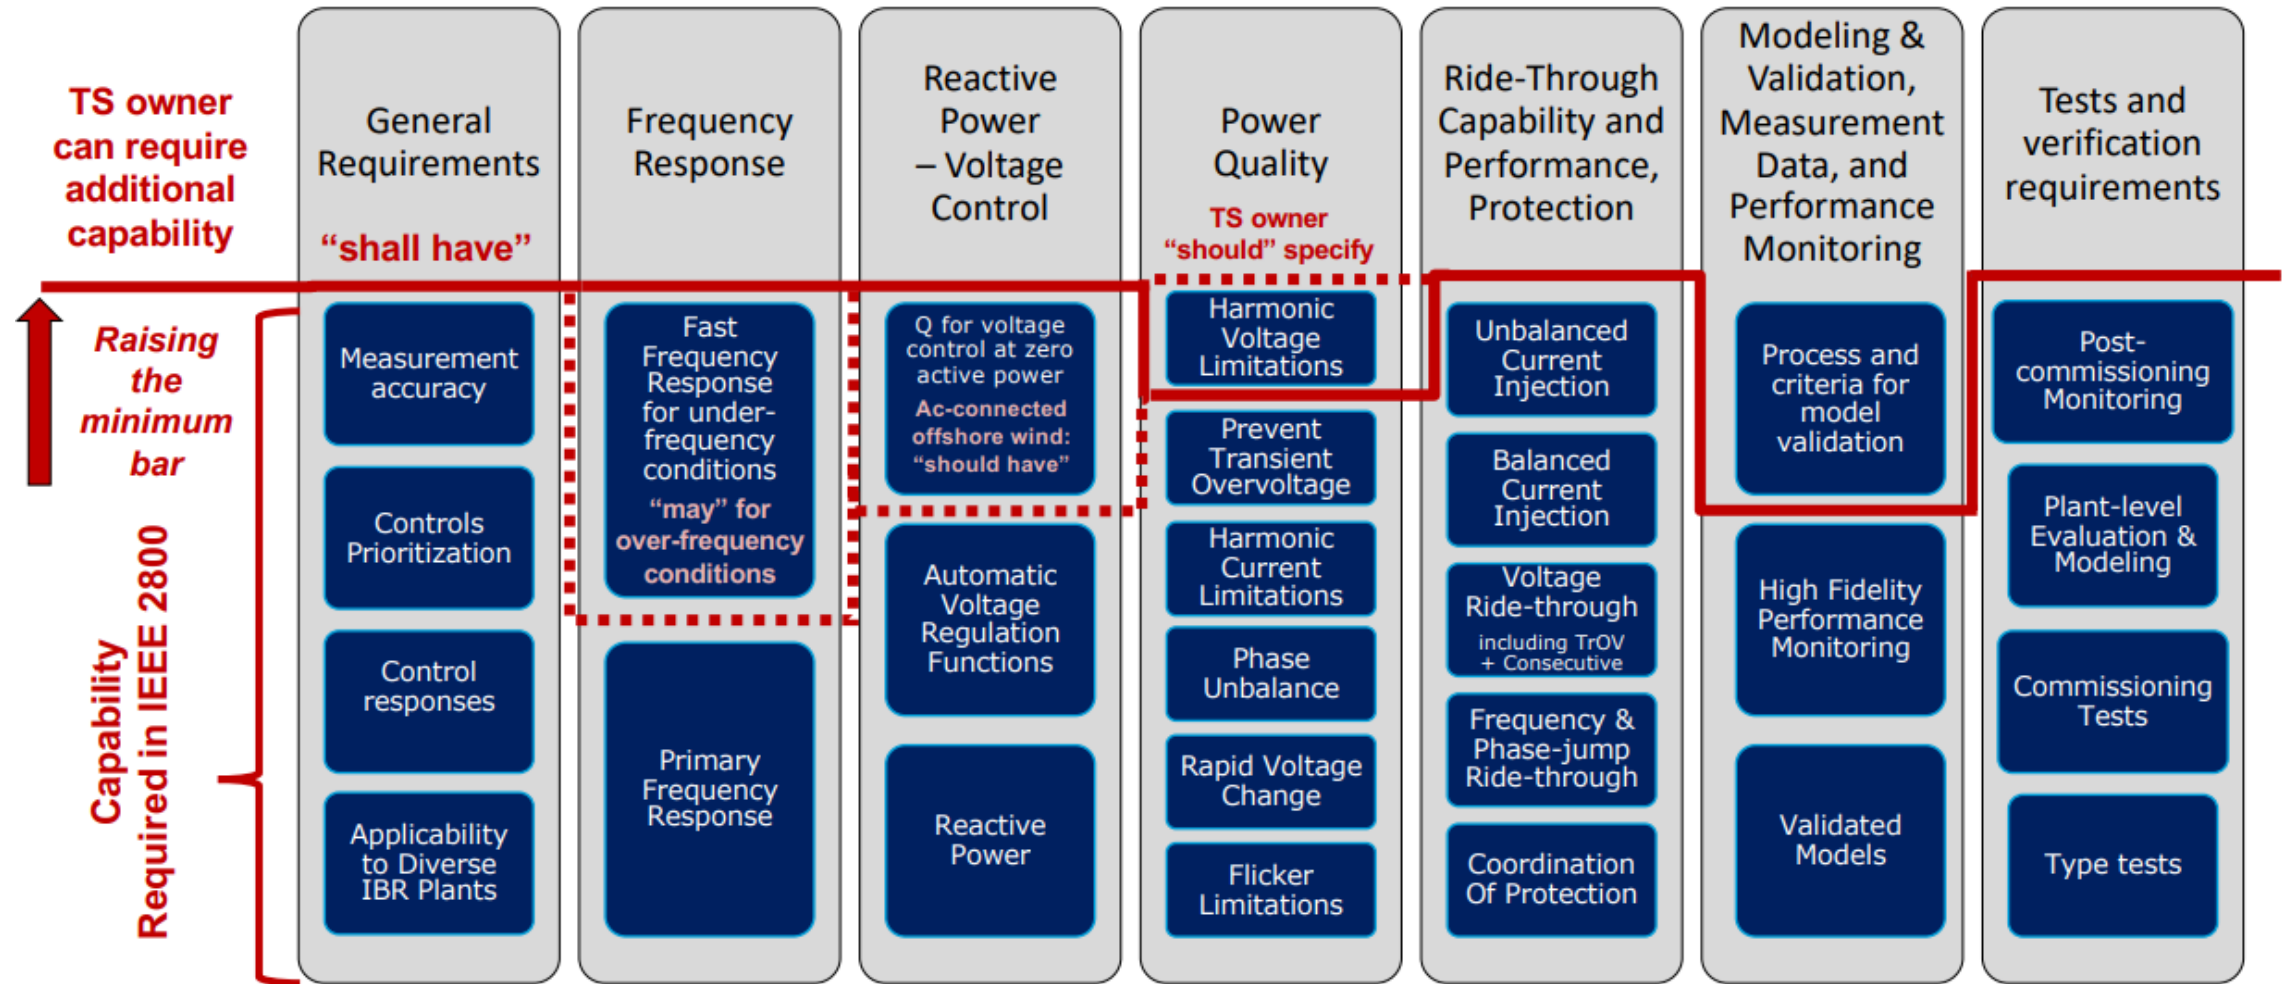 TS owner
can require
additional
capability
Raising
the
minimum
bar
Capability
Required in IEEE 2800
General
Requirements
“shall have”
Measurement
accuracy
Controls
Prioritization
Control
responses
Applicability
to Diverse
IBR Plants
Frequency
Response
Fast
Frequency
Response
for under-
frequency
conditions
“may” for
over-frequency
conditions
Primary
Frequency
Response
Reactive
Power
– Voltage
Control
Q for voltage
control at zero
active power
Ac-connected
offshore wind:
“should have”
Automatic
Voltage
Regulation
Functions
Reactive
Power
Power
Quality
TS owner
“should” specify
Harmonic
Voltage
Limitations
Prevent
Transient
Overvoltage
Harmonic
Current
Limitations
Phase
Unbalance
Rapid Voltage
Change
Flicker
Limitations
Ride-Through
Capability and
Performance,
Protection
Unbalanced
Current
Injection
Balanced
Current
Injection
Voltage
Ride-through
including TrOV
+ Consecutive
Frequency &
Phase-jump
Ride-through
Coordination
Of Protection
Modeling &
Validation,
Measurement
Data, and
Performance
Monitoring
Process and
criteria for
model
validation
High Fidelity
Performance
Monitoring
Validated
Models
Tests and
verification
requirements
Post-
commissioning
Monitoring
Plant-level
Evaluation &
Modeling
Commissioning
Tests
Type tests